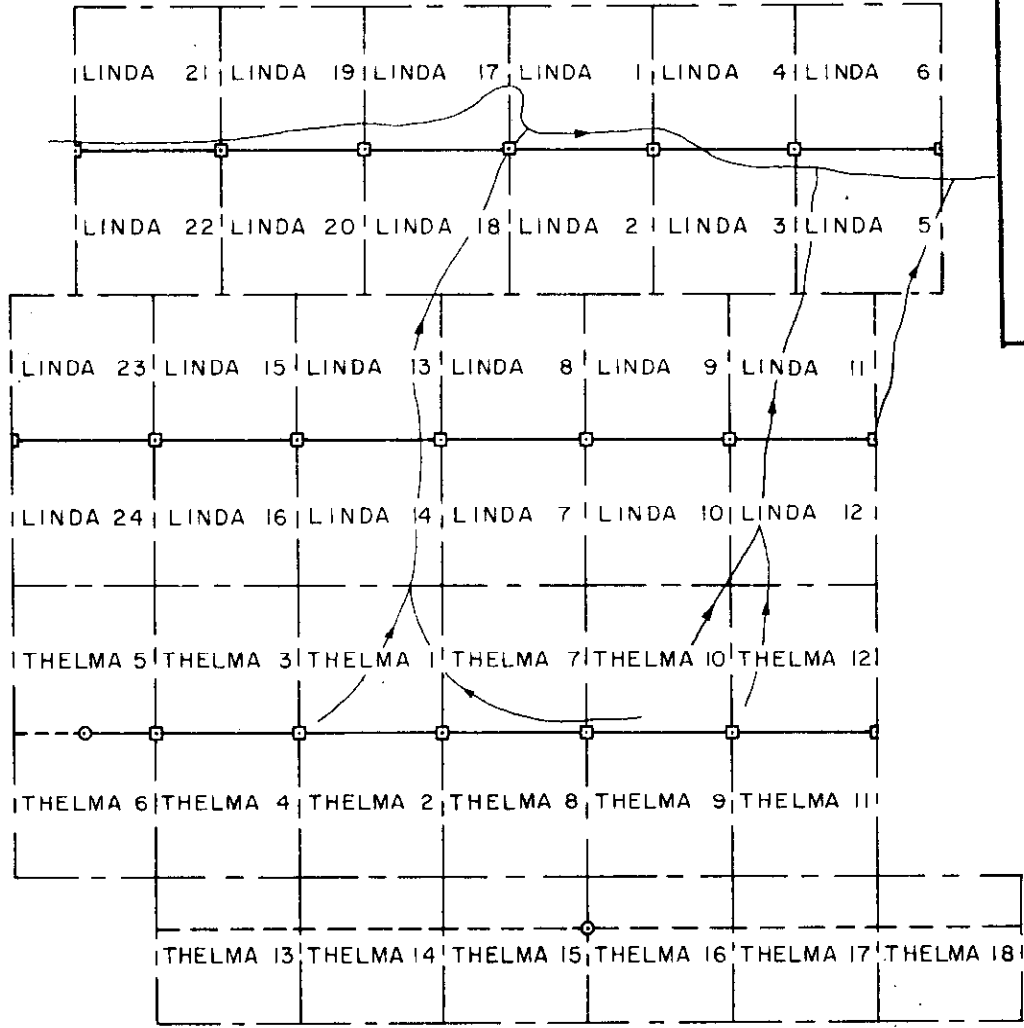 LINDA 21 LINDA 19 LINDA 17 LINDA 1 LINDA 4 LINDA 6
LINDA 22 LINDA 20 LINDA 18 LINDA 2 LINDA 3 LINDA 5
LINDA 23 LINDA 15 LINDA 13 LINDA 8 LINDA 9 LINDA 11
LINDA 24 LINDA 16 LINDA 14 LINDA 7 LINDA 10 LINDA 12
THELMA 5 THELMA 3 THELMA 1 THELMA 7 THELMA 10 THELMA 12
THELMA 6 THELMA 4 THELMA 2 THELMA 8 THELMA 9 THELMA 11
THELMA 13 THELMA 14 THELMA 15 THELMA 16 THELMA 17 THELMA 18